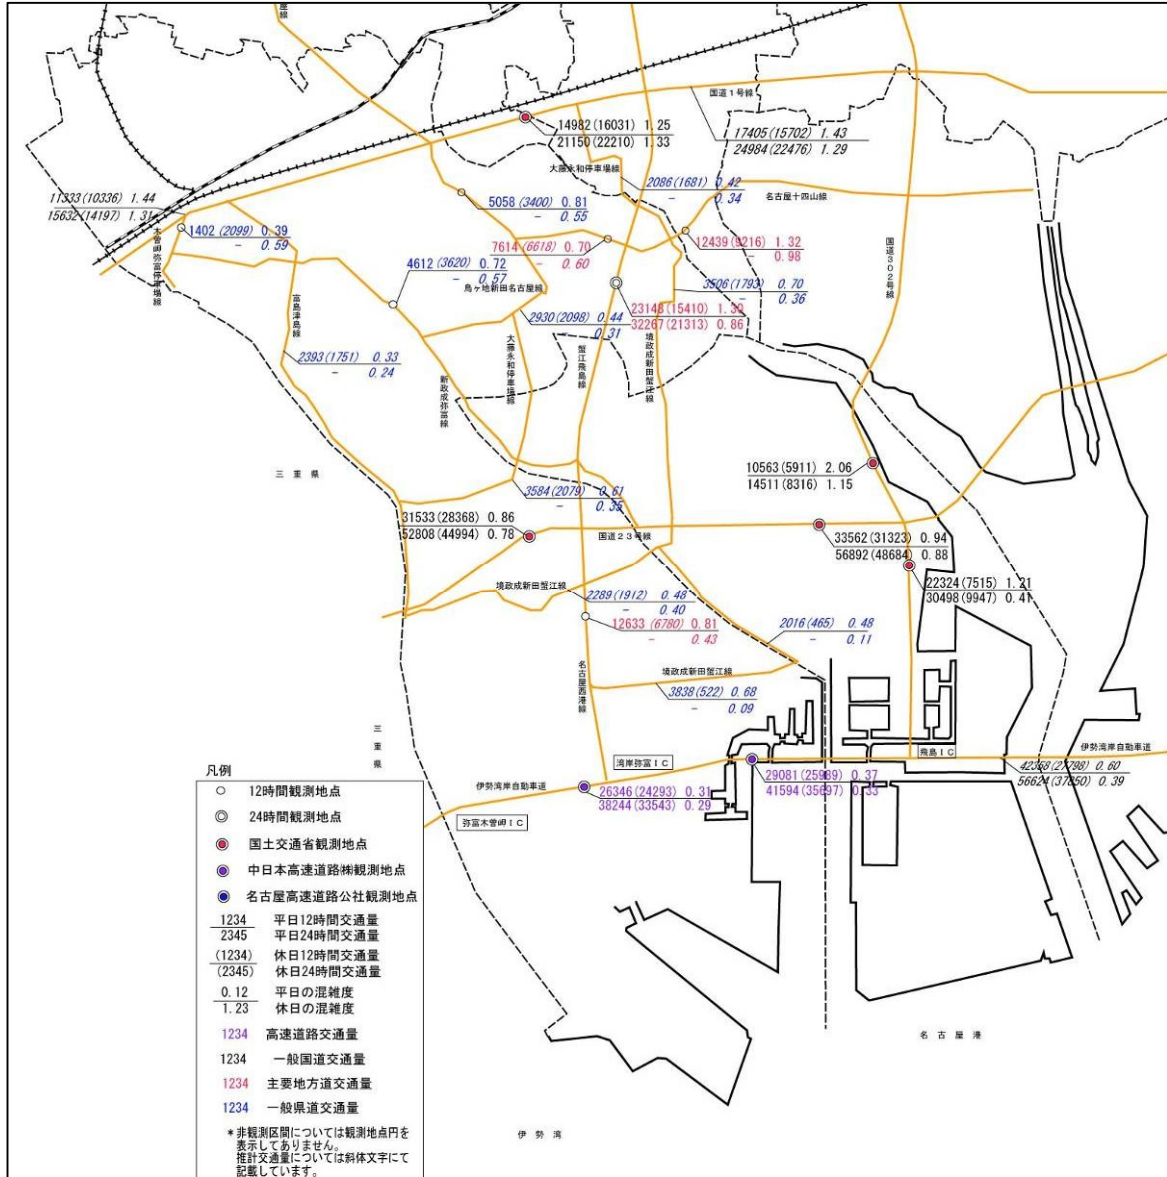 屋線
国道1号線
14982(16031) 1.25
21150(22210) 1.33
17405(15702) 1.43
24984(22476) 1.29
大藤永和停車場線
2086(1681) 0.42
- 0.34
名古屋十四山線
11333(10336) 1.44
15632(14197) 1.31
5058(3400) 0.81
- 0.55
1402(2099) 0.39
- 0.59
木曽岬弥富停車場線
7614(6618) 0.70
- 0.60
12439(9216) 1.32
- 0.98
国道302号線
4612(3620) 0.72
- 0.57
鳥ヶ地新田名古屋線
3506(1793) 0.70
- 0.36
富島津島線
23148(15410) 1.30
32267(21313) 0.86
2930(2098) 0.44
- 0.31
大藤永和停車場線
蟹江飛島線
境政成新田蟹江線
2393(1751) 0.33
- 0.24
新政成弥富線
三重県
10563(5911) 2.06
14511(8316) 1.15
3584(2079) 0.61
- 0.35
31533(28368) 0.86
52808(44994) 0.78
国道23号線
33562(31323) 0.94
56892(48684) 0.88
22324(7515) 1.21
30498(9947) 0.41
境政成新田蟹江線
2289(1912) 0.48
- 0.40
12633(6780) 0.81
- 0.43
2016(465) 0.48
- 0.11
名古屋西港線
境政成新田蟹江線
3838(522) 0.68
- 0.09
三重県
湾岸弥富IC
飛島IC
伊勢湾岸自動車道
42358(27798) 0.60
56624(37850) 0.39
29081(25989) 0.37
41594(35697) 0.33
伊勢湾岸自動車道
26346(24293) 0.31
38244(33543) 0.29
弥富木曽岬IC
凡例
12時間観測地点
24時間観測地点
国土交通省観測地点
中日本高速道路㈱観測地点
名古屋高速道路公社観測地点
1234 平日12時間交通量
2345 平日24時間交通量
(1234) 休日12時間交通量
(2345) 休日24時間交通量
0.12 平日の混雑度
1.23 休日の混雑度
1234 高速道路交通量
1234 一般国道交通量
1234 主要地方道交通量
1234 一般県道交通量
*非観測区間については観測地点円を
表示してありません。
推計交通量については斜体文字にて
記載しています。
名古屋港
伊勢湾